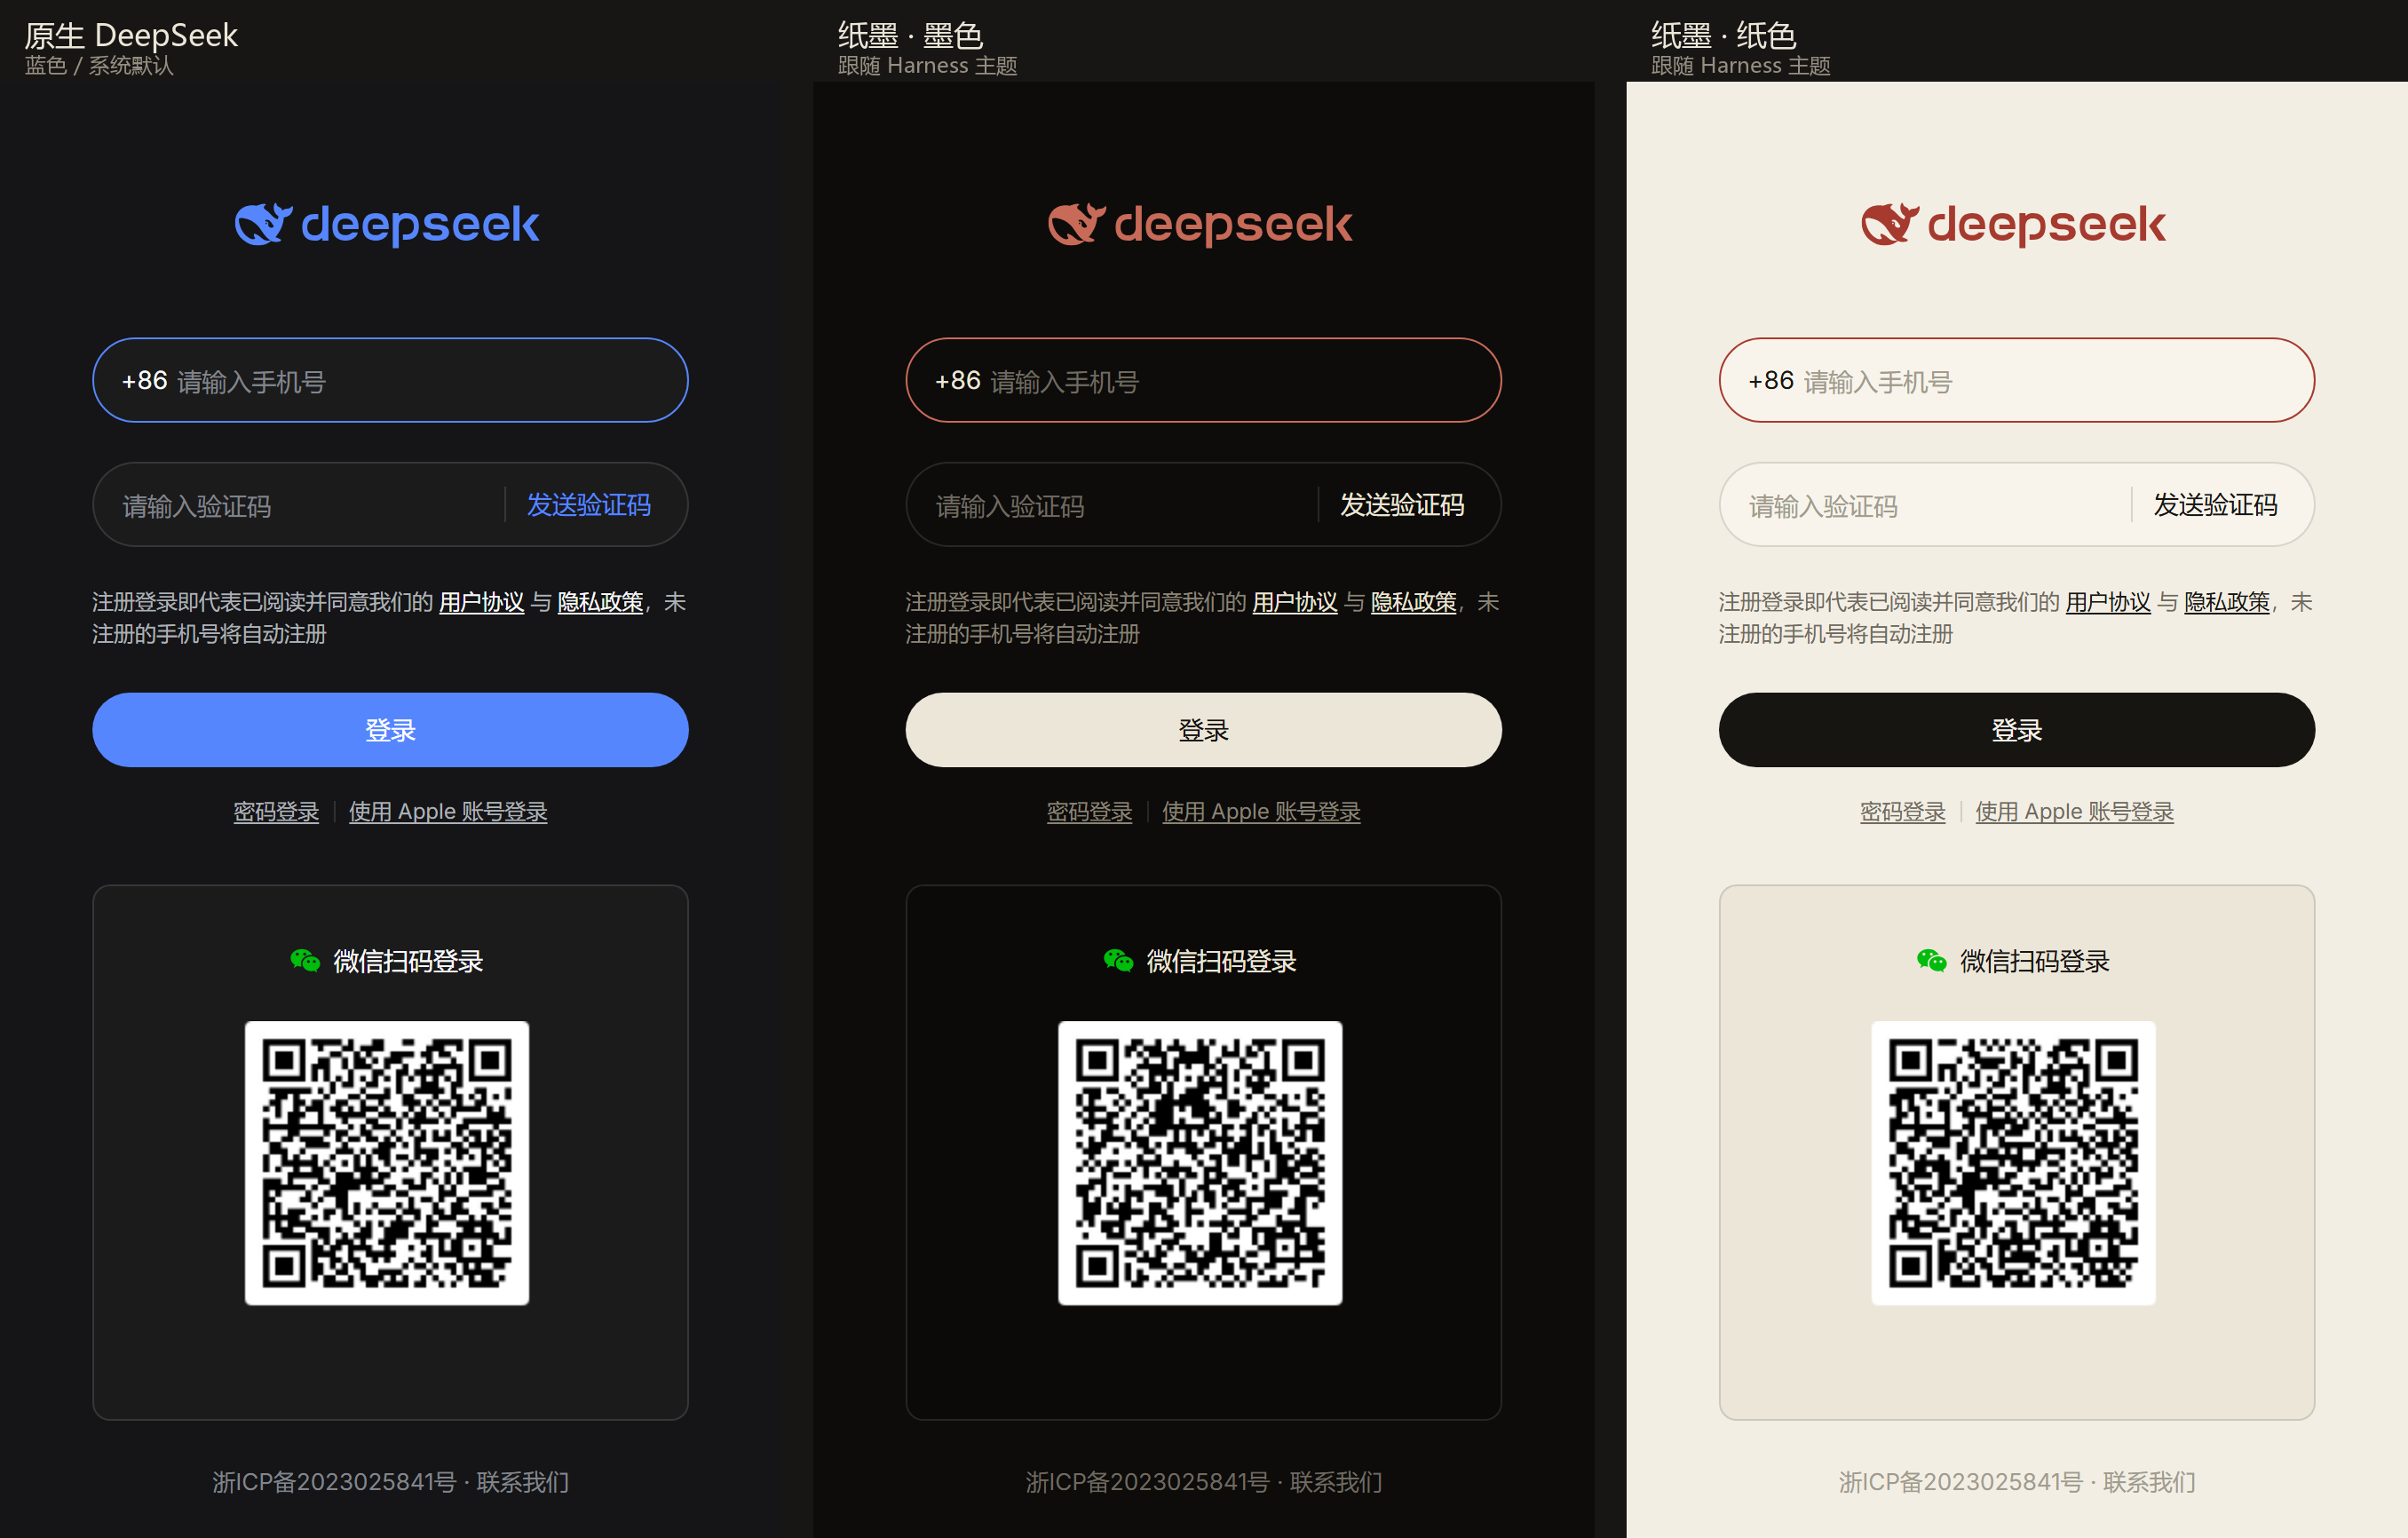 原生 DeepSeek
蓝色 / 系统默认
deepseek
+86 请输入手机号
请输入验证码 发送验证码
注册登录即代表已阅读并同意我们的 用户协议 与 隐私政策，未
注册的手机号将自动注册
登录
密码登录 使用 Apple 账号登录
微信扫码登录
浙ICP备2023025841号 · 联系我们
纸墨 · 墨色
跟随 Harness 主题
deepseek
+86 请输入手机号
请输入验证码 发送验证码
注册登录即代表已阅读并同意我们的 用户协议 与 隐私政策，未
注册的手机号将自动注册
登录
密码登录 使用 Apple 账号登录
微信扫码登录
浙ICP备2023025841号 · 联系我们
纸墨 · 纸色
跟随 Harness 主题
deepseek
+86 请输入手机号
请输入验证码 发送验证码
注册登录即代表已阅读并同意我们的 用户协议 与 隐私政策，未
注册的手机号将自动注册
登录
密码登录 使用 Apple 账号登录
微信扫码登录
浙ICP备2023025841号 · 联系我们